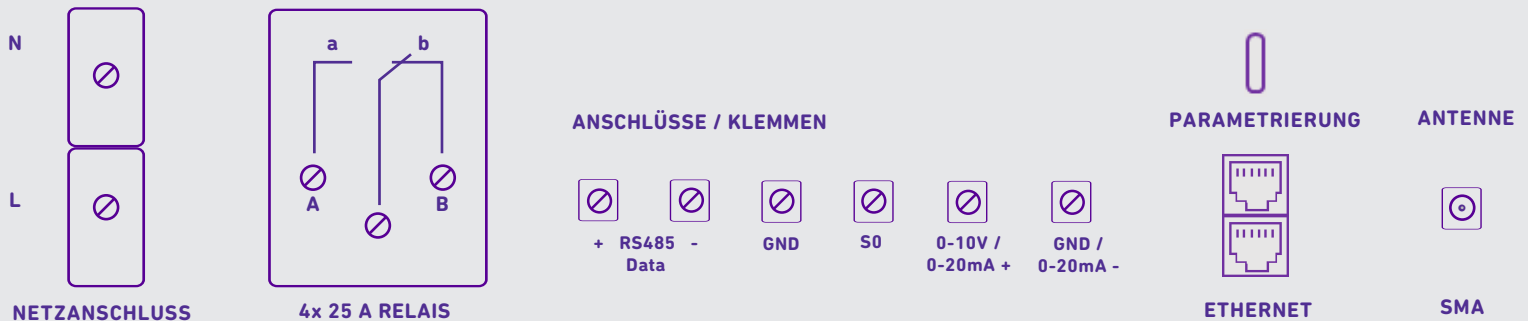 N
L
NETZANSCHLUSS
a b
A B
4x 25 A RELAIS
ANSCHLÜSSE / KLEMMEN
+ RS485 -
Data
GND
S0
0-10V /
0-20mA +
GND /
0-20mA -
PARAMETRIERUNG
ETHERNET
ANTENNE
SMA